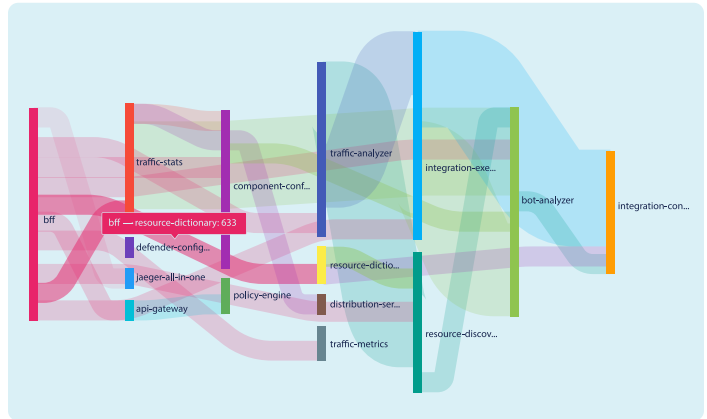 bff
traffic-stats
bff — resource-dictionary: 633
defender-config...
jaeger-all-in-one
api-gateway
component-conf...
policy-engine
traffic-analyzer
resource-dictio...
distribution-ser...
traffic-metrics
integration-exe...
resource-discov...
bot-analyzer
integration-con...